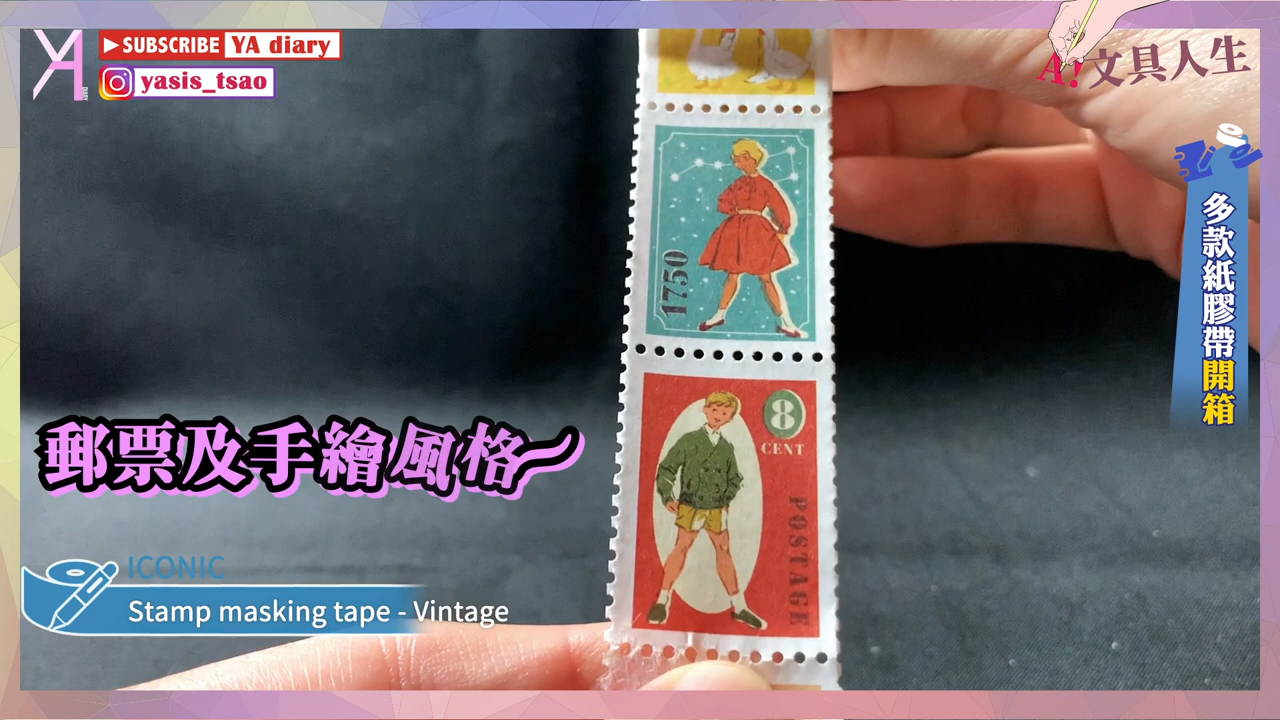 YA
DIARY
SUBSCRIBE YA diary
yasis_tsao
A!文具人生
多款紙膠帶開箱
1750
8
CENT
POSTAGE
郵票及手繪風格~
ICONIC
Stamp masking tape - Vintage